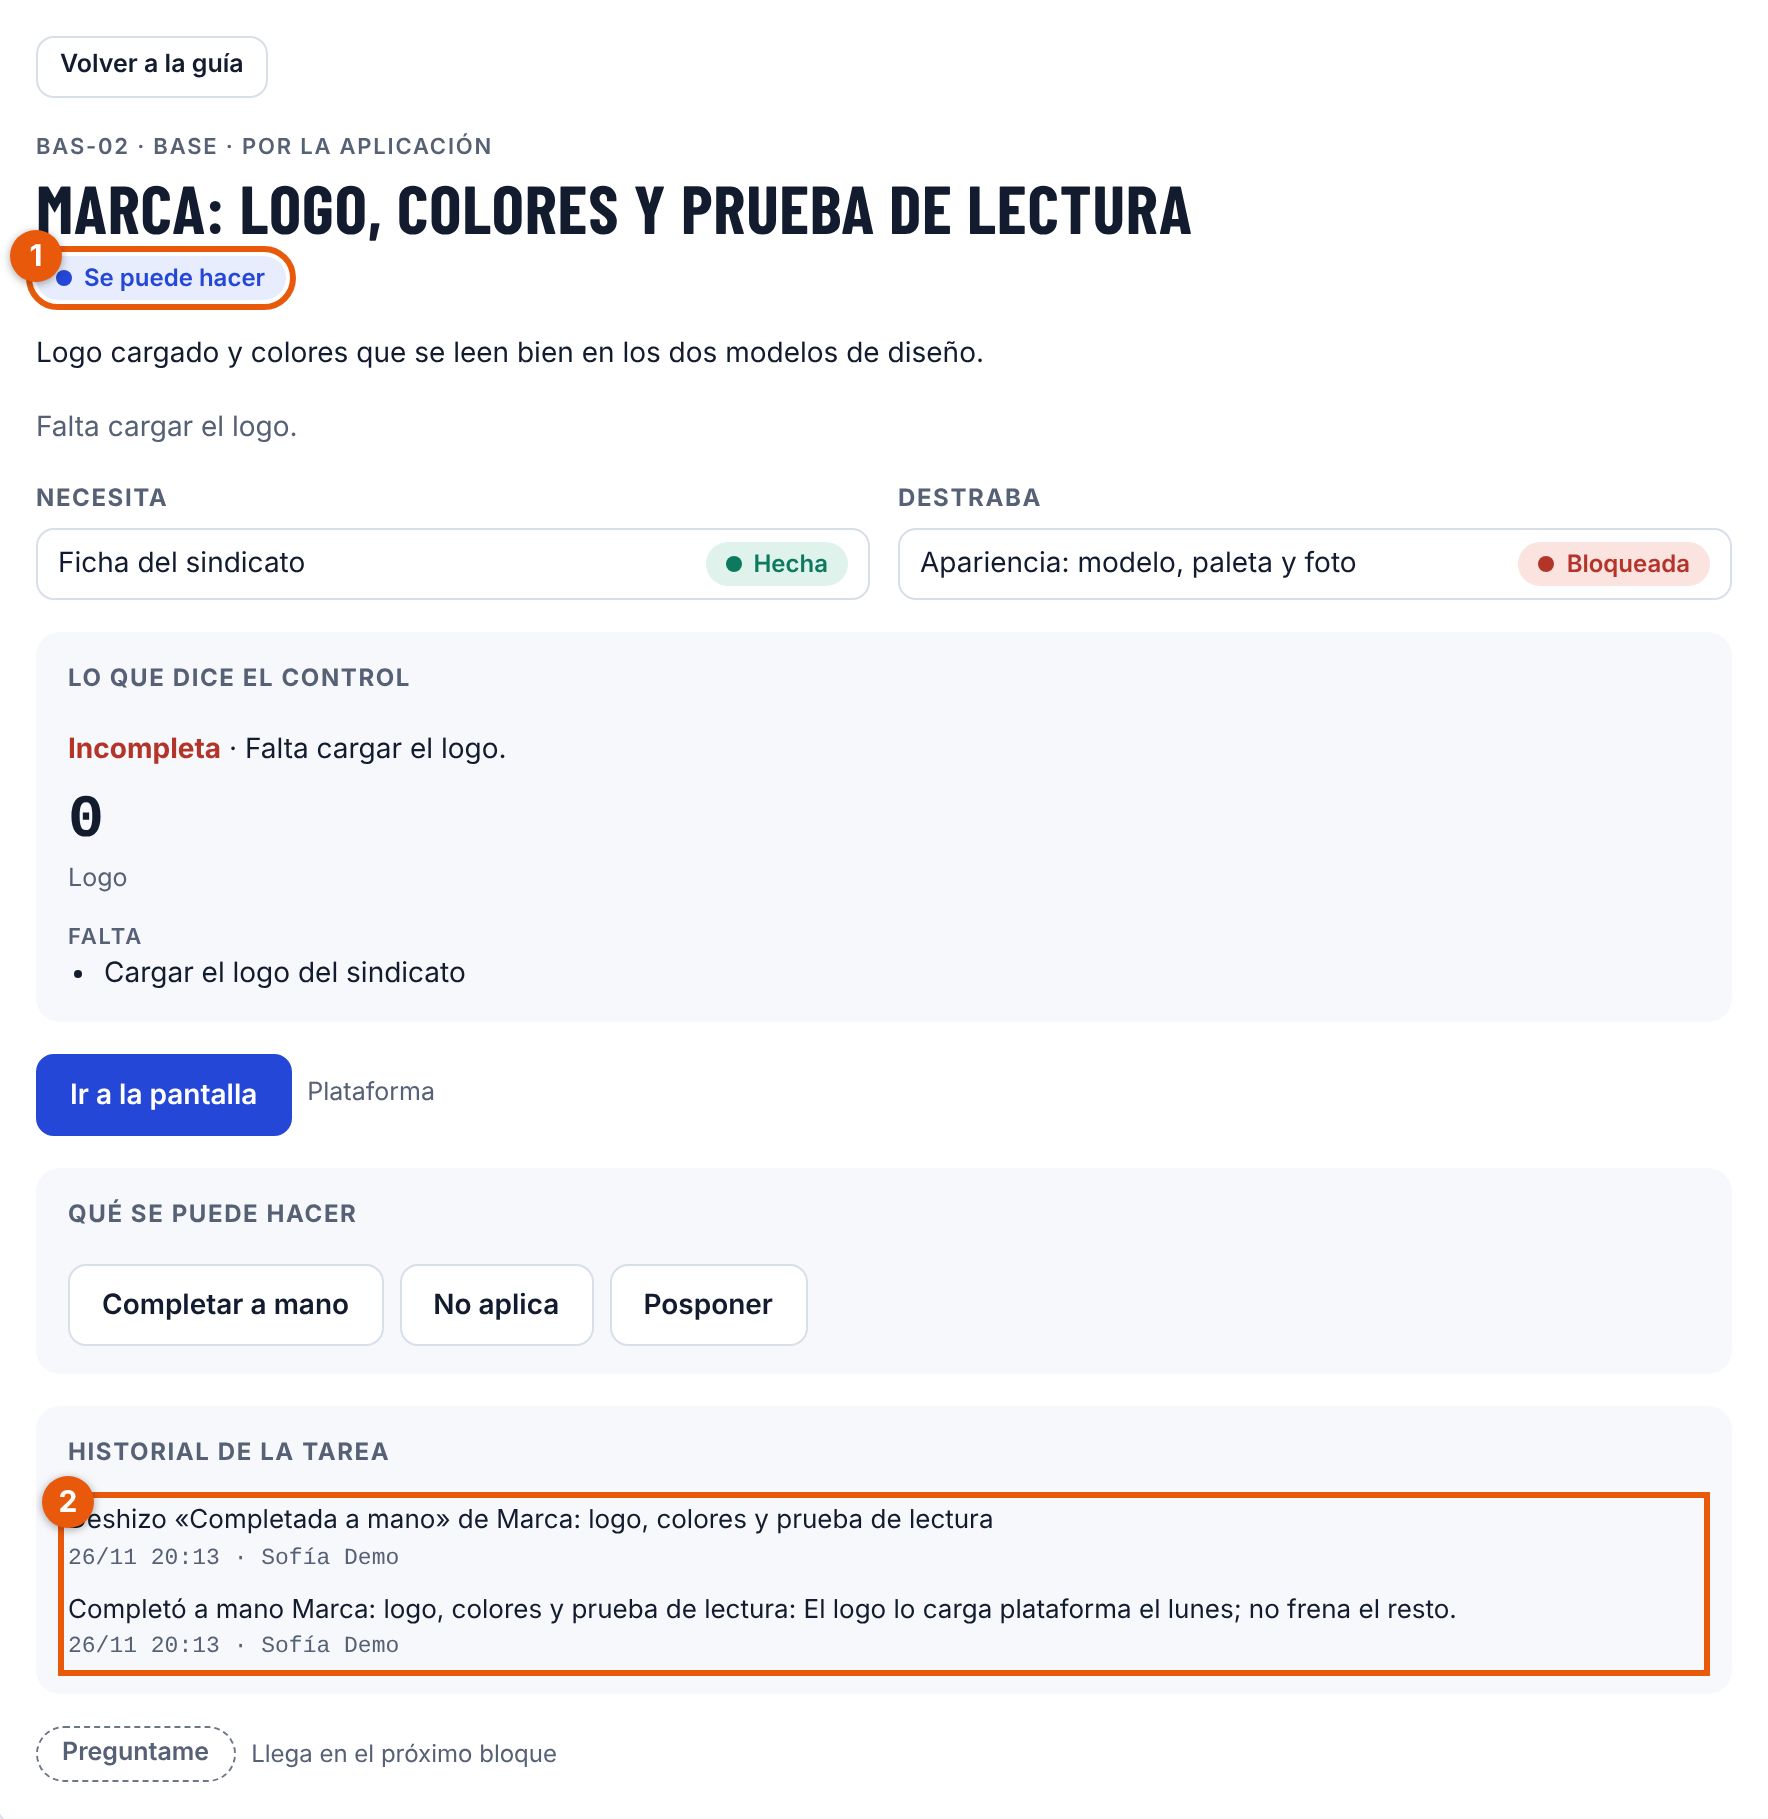 Volver a la guía
BAS-02 · BASE · POR LA APLICACIÓN
MARCA: LOGO, COLORES Y PRUEBA DE LECTURA
1
Se puede hacer
Logo cargado y colores que se leen bien en los dos modelos de diseño.
Falta cargar el logo.
NECESITA
Ficha del sindicato
Hecha
DESTRABA
Apariencia: modelo, paleta y foto
Bloqueada
LO QUE DICE EL CONTROL
Incompleta · Falta cargar el logo.
0
Logo
FALTA
• Cargar el logo del sindicato
Ir a la pantalla
Plataforma
QUÉ SE PUEDE HACER
Completar a mano
No aplica
Posponer
HISTORIAL DE LA TAREA
2
Deshizo «Completada a mano» de Marca: logo, colores y prueba de lectura
26/11 20:13 · Sofía Demo
Completó a mano Marca: logo, colores y prueba de lectura: El logo lo carga plataforma el lunes; no frena el resto.
26/11 20:13 · Sofía Demo
Preguntame
Llega en el próximo bloque